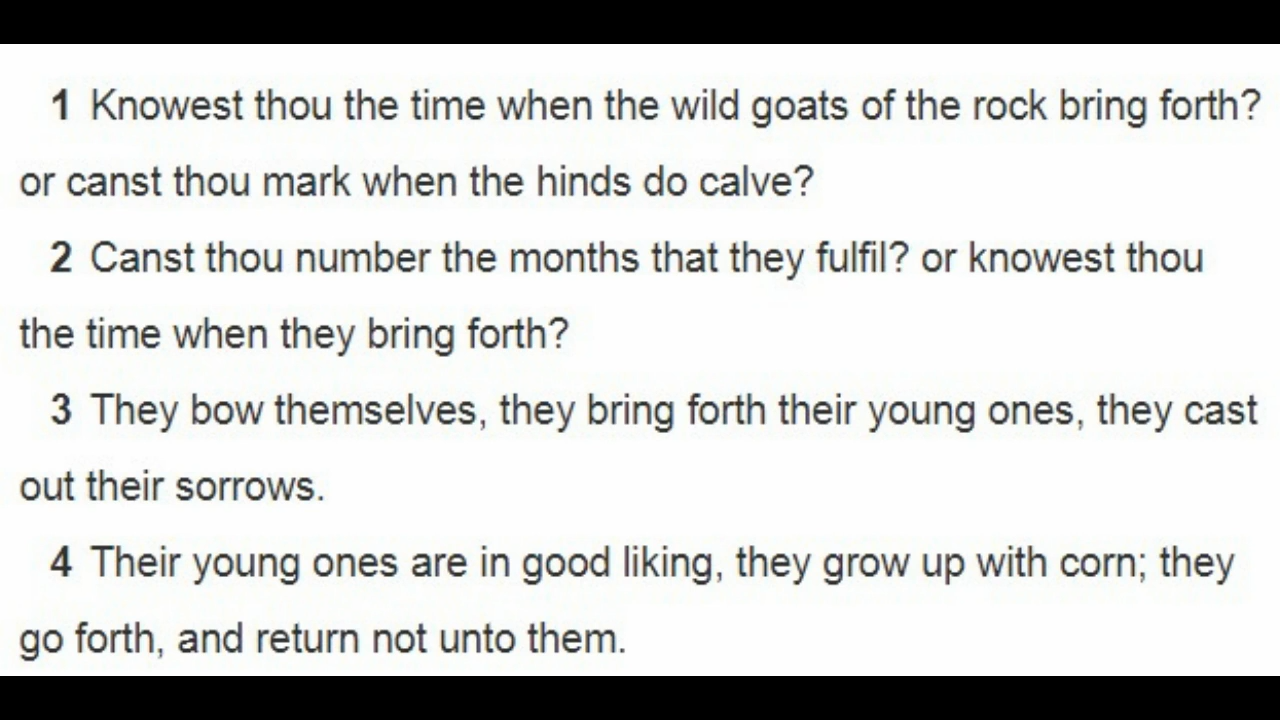 1 Knowest thou the time when the wild goats of the rock bring forth?
or canst thou mark when the hinds do calve?
2 Canst thou number the months that they fulfil? or knowest thou
the time when they bring forth?
3 They bow themselves, they bring forth their young ones, they cast
out their sorrows.
4 Their young ones are in good liking, they grow up with corn; they
go forth, and return not unto them.